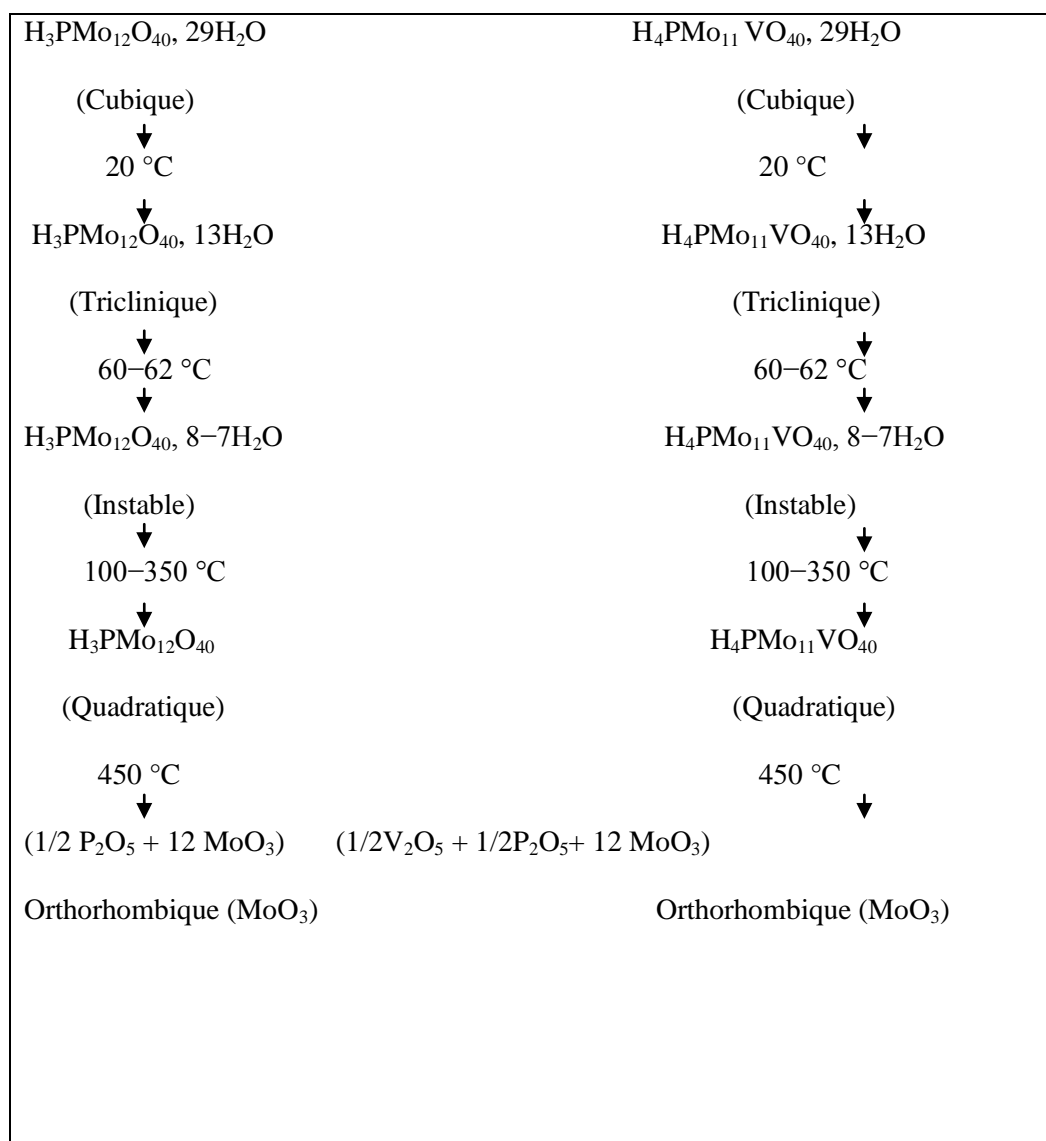 H₃PMo₁₂O₄₀, 29H₂O H₄PMo₁₁ VO₄₀, 29H₂O
(Cubique) (Cubique)
20 °C 20 °C
H₃PMo₁₂O₄₀, 13H₂O H₄PMo₁₁VO₄₀, 13H₂O
(Triclinique) (Triclinique)
60−62 °C 60−62 °C
H₃PMo₁₂O₄₀, 8−7H₂O H₄PMo₁₁VO₄₀, 8−7H₂O
(Instable) (Instable)
100−350 °C 100−350 °C
H₃PMo₁₂O₄₀ H₄PMo₁₁VO₄₀
(Quadratique) (Quadratique)
450 °C 450 °C
(1/2 P₂O₅ + 12 MoO₃) (1/2V₂O₅ + 1/2P₂O₅+ 12 MoO₃)
Orthorhombique (MoO₃) Orthorhombique (MoO₃)